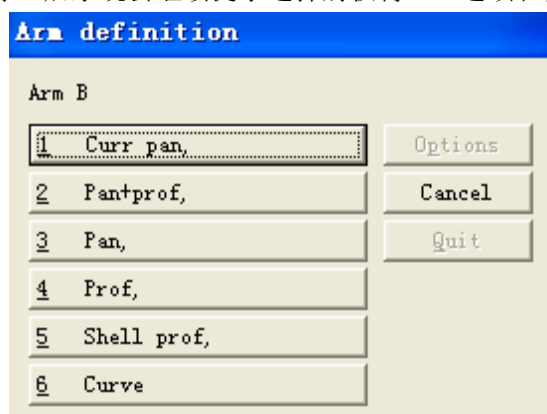 Arm definition
Arm B
1 Curr pan,
Options
2 Pan+prof,
Cancel
3 Pan,
Quit
4 Prof,
5 Shell prof,
6 Curve